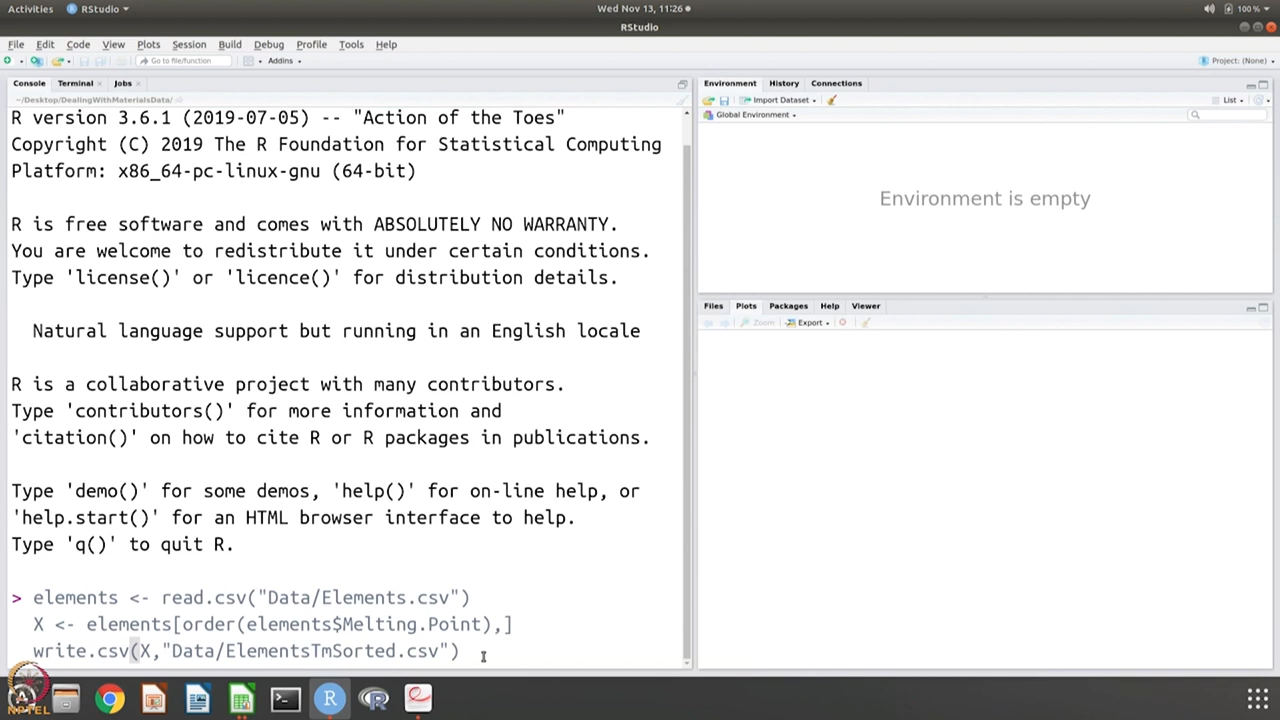 Activities RStudio Wed Nov 13, 11:26 100 %
RStudio
File Edit Code View Plots Session Build Debug Profile Tools Help
Go to file/function Addins Project: (None)
Console Terminal Jobs
~/Desktop/DealingWithMaterialsData/
R version 3.6.1 (2019-07-05) -- "Action of the Toes"
Copyright (C) 2019 The R Foundation for Statistical Computing
Platform: x86_64-pc-linux-gnu (64-bit)
R is free software and comes with ABSOLUTELY NO WARRANTY.
You are welcome to redistribute it under certain conditions.
Type 'license()' or 'licence()' for distribution details.
Natural language support but running in an English locale
R is a collaborative project with many contributors.
Type 'contributors()' for more information and
'citation()' on how to cite R or R packages in publications.
Type 'demo()' for some demos, 'help()' for on-line help, or
'help.start()' for an HTML browser interface to help.
Type 'q()' to quit R.
> elements <- read.csv("Data/Elements.csv")
X <- elements[order(elements$Melting.Point),]
write.csv(X,"Data/ElementsTmSorted.csv")
Environment History Connections
Import Dataset List
Global Environment
Environment is empty
Files Plots Packages Help Viewer
Zoom Export
NPTEL